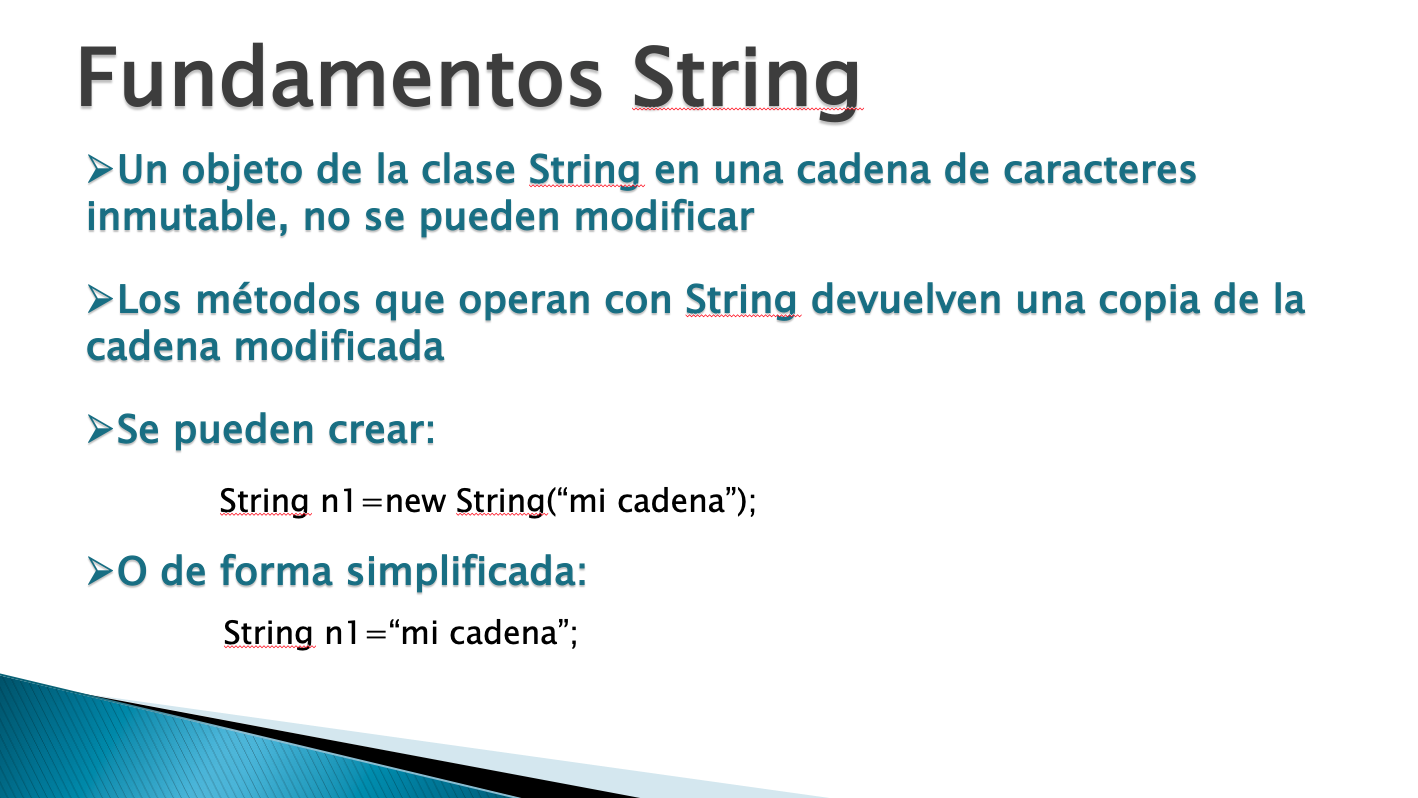 Fundamentos String
➢Un objeto de la clase String en una cadena de caracteres
inmutable, no se pueden modificar
➢Los métodos que operan con String devuelven una copia de la
cadena modificada
➢Se pueden crear:
String n1=new String(“mi cadena”);
➢O de forma simplificada:
String n1=“mi cadena”;